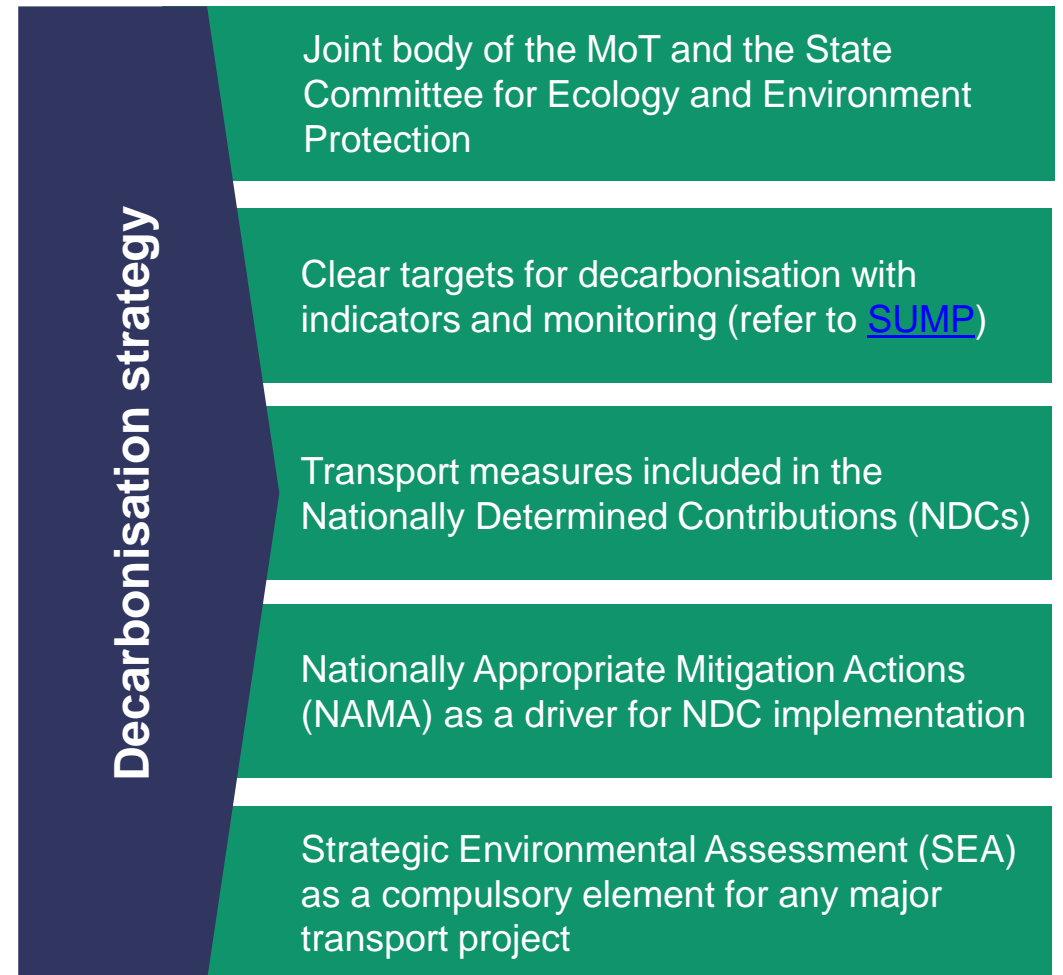 Decarbonisation strategy
Joint body of the MoT and the State
Committee for Ecology and Environment
Protection
Clear targets for decarbonisation with
indicators and monitoring (refer to SUMP)
Transport measures included in the
Nationally Determined Contributions (NDCs)
Nationally Appropriate Mitigation Actions
(NAMA) as a driver for NDC implementation
Strategic Environmental Assessment (SEA)
as a compulsory element for any major
transport project